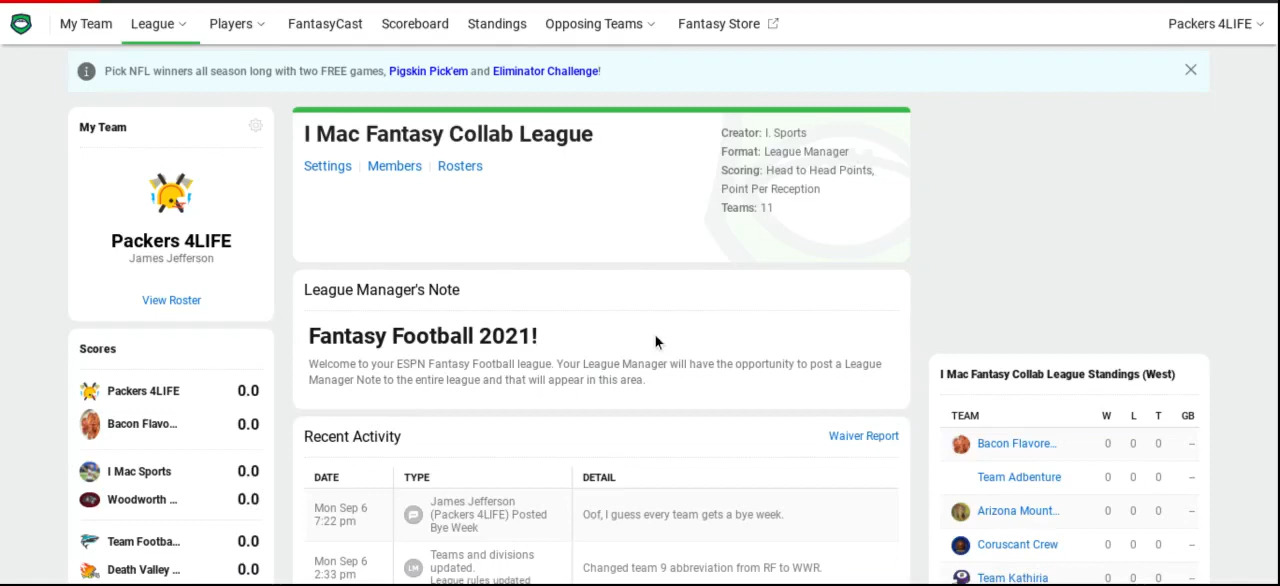 My Team
League
Players
FantasyCast
Scoreboard
Standings
Opposing Teams
Fantasy Store
Packers 4LIFE
Pick NFL winners all season long with two FREE games, Pigskin Pick'em and Eliminator Challenge!
My Team
Packers 4LIFE
James Jefferson
View Roster
Scores
Packers 4LIFE 0.0
Bacon Flavo... 0.0
I Mac Sports 0.0
Woodworth ... 0.0
Team Footba... 0.0
Death Valley ... 0.0
I Mac Fantasy Collab League
Settings | Members | Rosters
Creator: I. Sports
Format: League Manager
Scoring: Head to Head Points,
Point Per Reception
Teams: 11
League Manager's Note
Fantasy Football 2021!
Welcome to your ESPN Fantasy Football league. Your League Manager will have the opportunity to post a League
Manager Note to the entire league and that will appear in this area.
Recent Activity
Waiver Report
DATE TYPE DETAIL
Mon Sep 6
7:22 pm
James Jefferson
(Packers 4LIFE) Posted
Bye Week
Oof, I guess every team gets a bye week.
Mon Sep 6
2:33 pm
LM
Teams and divisions
updated.
League rules updated
Changed team 9 abbreviation from RF to WWR.
I Mac Fantasy Collab League Standings (West)
TEAM W L T GB
Bacon Flavore... 0 0 0 --
Team Adbenture 0 0 0 --
Arizona Mount... 0 0 0 --
Coruscant Crew 0 0 0 --
Team Kathiria 0 0 0 --